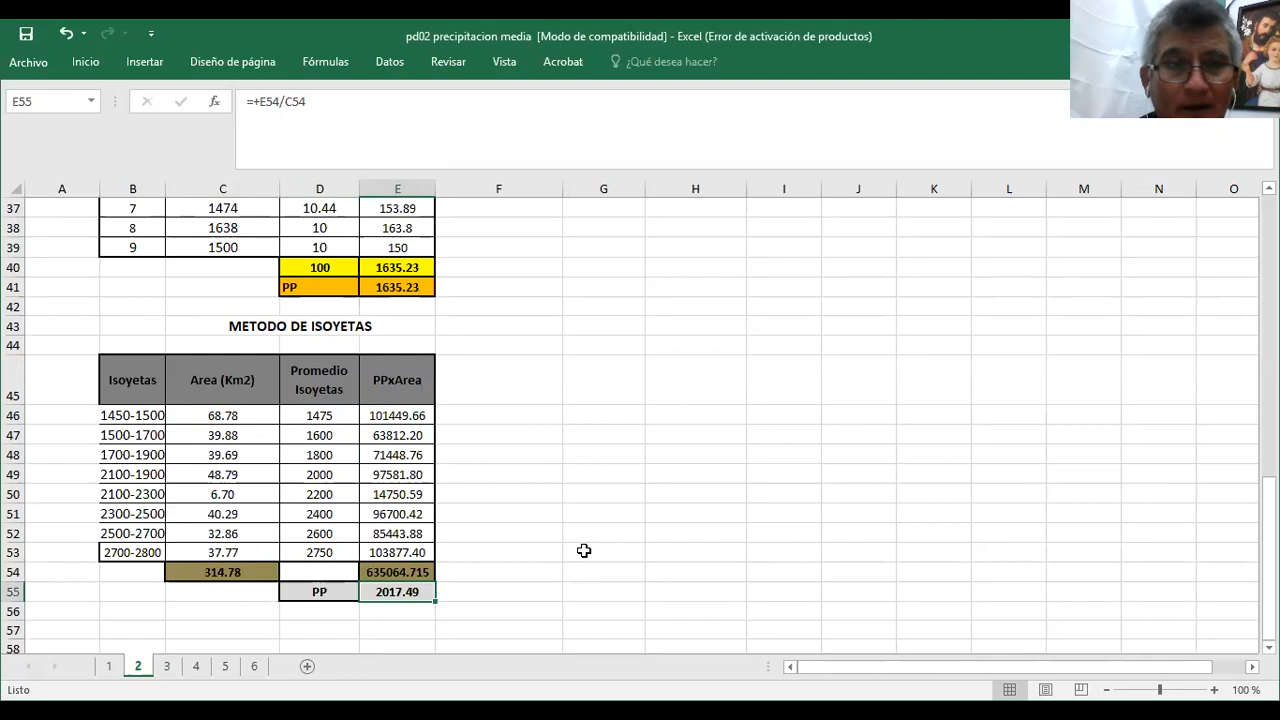 pd02 precipitacion media [Modo de compatibilidad] - Excel (Error de activación de productos)
Archivo Inicio Insertar Diseño de página Fórmulas Datos Revisar Vista Acrobat ¿Qué desea hacer?
E55 fx =+E54/C54
A B C D E F G H I J K L M N O
37 7 1474 10.44 153.89
38 8 1638 10 163.8
39 9 1500 10 150
40 100 1635.23
41 PP 1635.23
42
43 METODO DE ISOYETAS
44
45 Isoyetas Area (Km2) Promedio Isoyetas PPxArea
46 1450-1500 68.78 1475 101449.66
47 1500-1700 39.88 1600 63812.20
48 1700-1900 39.69 1800 71448.76
49 2100-1900 48.79 2000 97581.80
50 2100-2300 6.70 2200 14750.59
51 2300-2500 40.29 2400 96700.42
52 2500-2700 32.86 2600 85443.88
53 2700-2800 37.77 2750 103877.40
54 314.78 635064.715
55 PP 2017.49
56
57
58
1 2 3 4 5 6
Listo 100 %